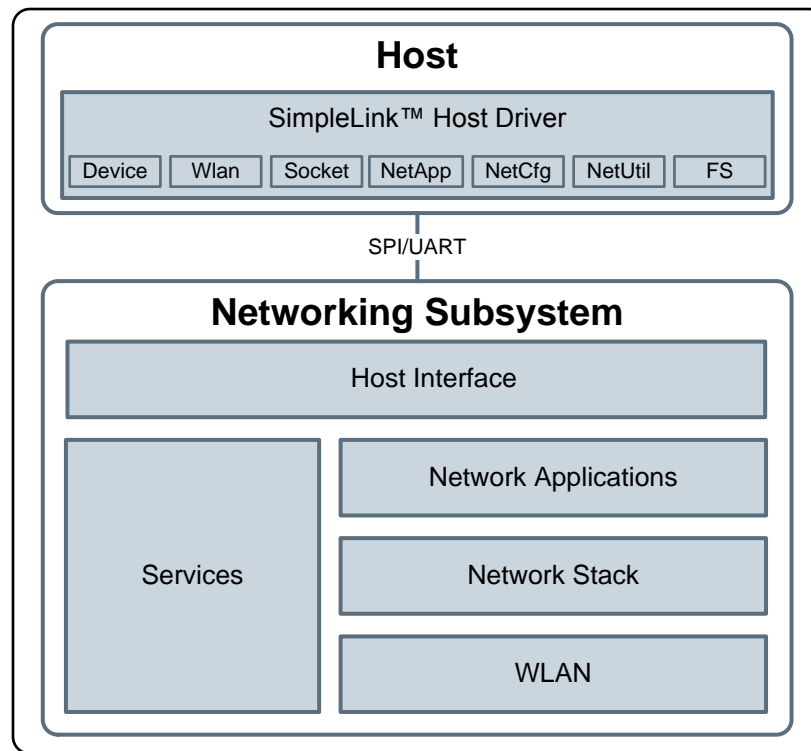 Host
SimpleLink™ Host Driver
Device Wlan Socket NetApp NetCfg NetUtil FS
SPI/UART
Networking Subsystem
Host Interface
Services
Network Applications
Network Stack
WLAN